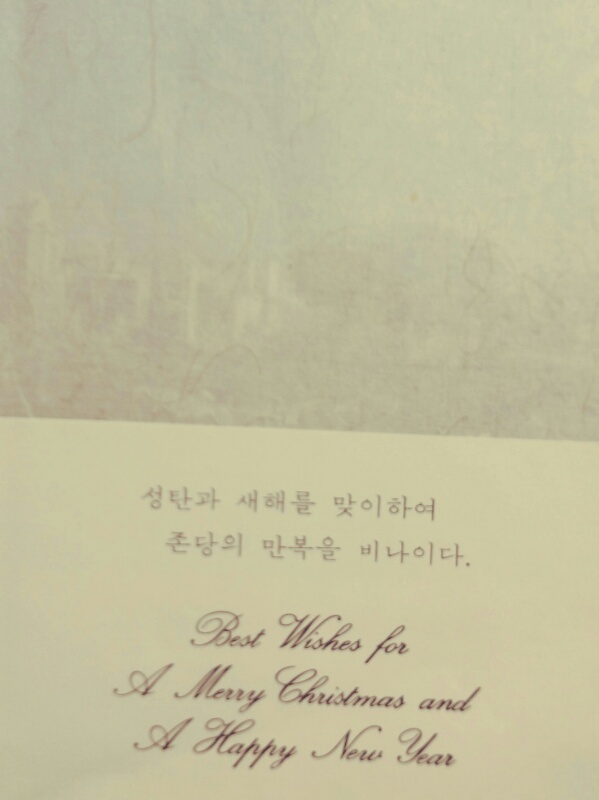 성탄과 새해를 맞이하여
존당의 만복을 비나이다.
Best Wishes for
A Merry Christmas and
A Happy New Year